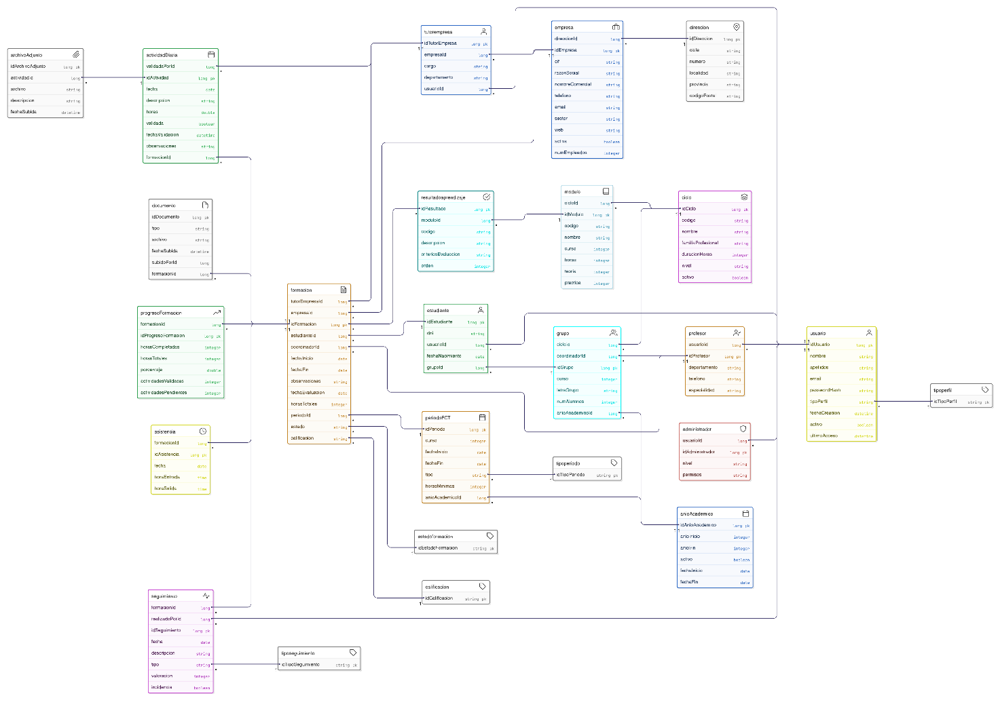 archivoAdjunto
idArchivoAdjunto long pk
actividadId long
archivo string
descripcion string
fechaSubida datetime
actividadDiaria
validadaPorId long
idActividad long pk
fecha date
descripcion string
horas double
validada boolean
fechaValidacion datetime
observaciones string
formacionId long
documento
idDocumento long pk
tipo string
archivo string
fechaSubida datetime
subidoPorId long
formacionId long
progresoFormacion
formacionId long
idProgresoFormacion long pk
horasCompletadas integer
horasTotales integer
porcentaje double
actividadesValidadas integer
actividadesPendientes integer
asistencia
formacionId long
idAsistencia long pk
fecha date
horaEntrada time
horaSalida time
seguimiento
formacionId long
realizadoPorId long
idSeguimiento long pk
fecha date
descripcion string
tipo string
valoracion integer
incidencia boolean
tiposeguimiento
idTipoSeguimiento string pk
formacion
tutorEmpresaId long
empresaId long
idFormacion long pk
estudianteId long
coordinadorId long
fechaInicio date
fechaFin date
observaciones string
fechaEvaluacion date
horasTotales integer
periodoId long
estado string
calificacion string
tutorempresa
idTutorEmpresa long pk
empresaId long
cargo string
departamento string
usuarioId long
empresa
direccionId long
idEmpresa long pk
cif string
razonSocial string
nombreComercial string
telefono string
email string
sector string
web string
activa boolean
numEmpleados integer
direccion
idDireccion long pk
calle string
numero string
localidad string
provincia string
codigoPostal string
resultadoaprendizaje
idResultado long pk
moduloId long
codigo string
descripcion string
criteriosEvaluacion string
orden integer
modulo
cicloId long
idModulo long pk
codigo string
nombre string
curso integer
horas integer
teoria integer
practica integer
ciclo
idCiclo long pk
codigo string
nombre string
familiaProfesional string
duracionHoras integer
nivel string
activo boolean
estudiante
idEstudiante long pk
dni string
usuarioId long
fechaNacimiento date
grupoId long
grupo
cicloId long
coordinadorId long
idGrupo long pk
curso integer
letraGrupo string
numAlumnos integer
anioAcademicoId long
profesor
usuarioId long
idProfesor long pk
departamento string
telefono string
especialidad string
usuario
idUsuario long pk
nombre string
apellidos string
email string
passwordHash string
tipoPerfil string
fechaCreacion datetime
activo boolean
ultimoAcceso datetime
tipoperfil
idTipoPerfil string pk
periodoFCT
idPeriodo long pk
curso integer
fechaInicio date
fechaFin date
tipo string
horasMinimas integer
anioAcademicoId long
tipoperiodo
idTipoPeriodo string pk
administrador
usuarioId long
idAdministrador long pk
nivel string
permisos string
anioAcademico
idAnioAcademico long pk
anioInicio integer
anioFin integer
activo boolean
fechaInicio date
fechaFin date
estadoformacion
idEstadoFormacion string pk
calificacion
idCalificacion string pk